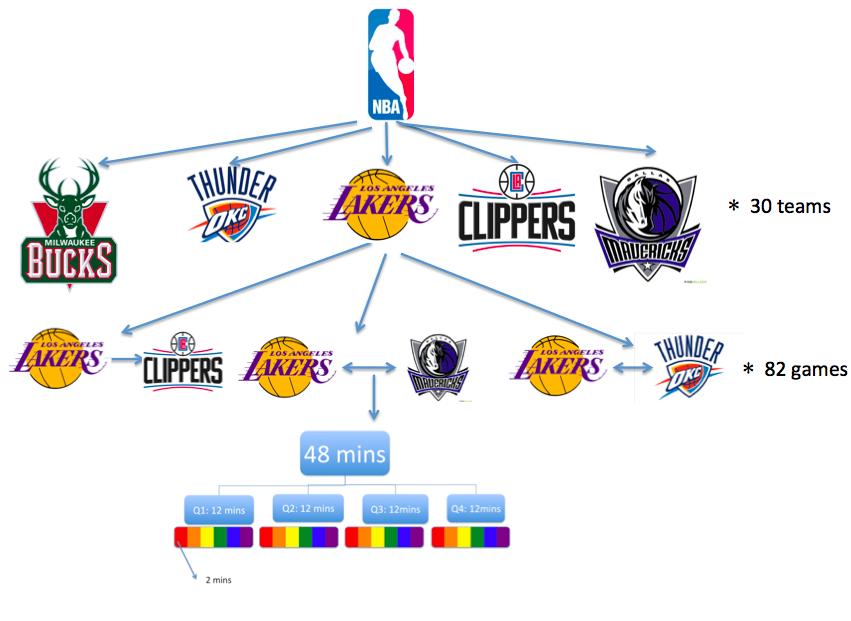 NBA
THUNDER
OKC
MILWAUKEE
BUCKS
LOS ANGELES
LAKERS
CLIPPERS
DALLAS
MAVERICKS
* 30 teams
LOS ANGELES
LAKERS
CLIPPERS
LOS ANGELES
LAKERS
MAVERICKS
LOS ANGELES
LAKERS
THUNDER
OKC
* 82 games
48 mins
Q1: 12 mins
Q2: 12 mins
Q3: 12mins
Q4: 12mins
2 mins